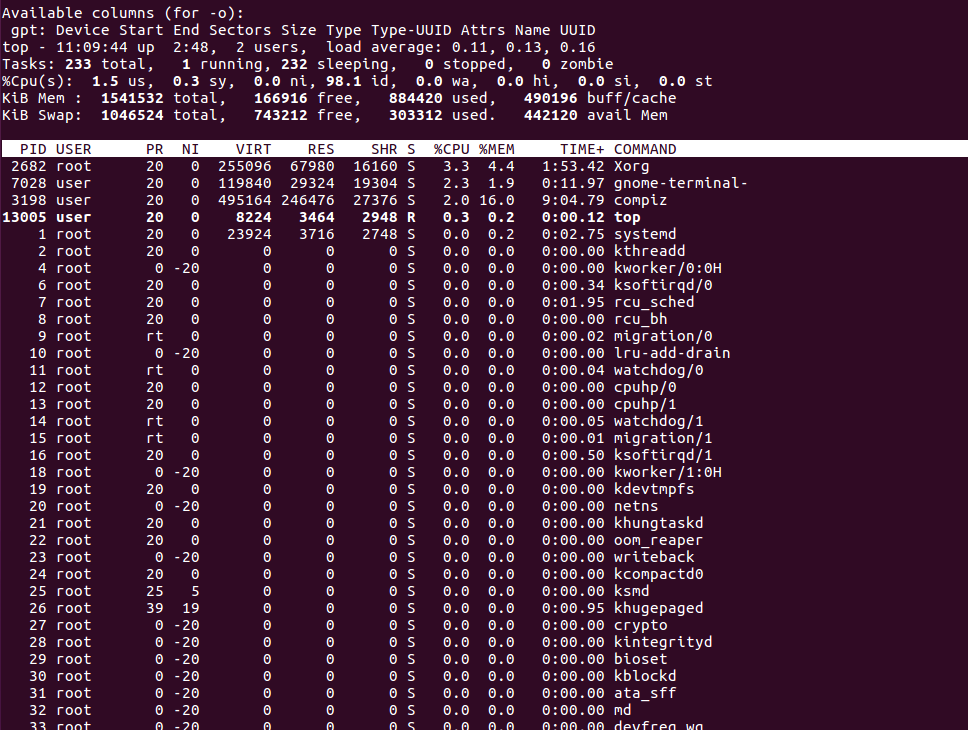 Available columns (for -o):
 gpt: Device Start End Sectors Size Type Type-UUID Attrs Name UUID
top - 11:09:44 up  2:48,  2 users,  load average: 0.11, 0.13, 0.16
Tasks: 233 total,   1 running, 232 sleeping,   0 stopped,   0 zombie
%Cpu(s):  1.5 us,  0.3 sy,  0.0 ni, 98.1 id,  0.0 wa,  0.0 hi,  0.0 si,  0.0 st
KiB Mem :  1541532 total,   166916 free,   884420 used,   490196 buff/cache
KiB Swap:  1046524 total,   743212 free,   303312 used.   442120 avail Mem
  PID USER      PR  NI    VIRT    RES    SHR S  %CPU %MEM     TIME+ COMMAND
 2682 root      20   0  255096  67980  16160 S   3.3  4.4   1:53.42 Xorg
 7028 user      20   0  119840  29324  19304 S   2.3  1.9   0:11.97 gnome-terminal-
 3198 user      20   0  495164 246476  27376 S   2.0 16.0   9:04.79 compiz
13005 user      20   0    8224   3464   2948 R   0.3  0.2   0:00.12 top
    1 root      20   0   23924   3716   2748 S   0.0  0.2   0:02.75 systemd
    2 root      20   0       0      0      0 S   0.0  0.0   0:00.00 kthreadd
    4 root       0 -20       0      0      0 S   0.0  0.0   0:00.00 kworker/0:0H
    6 root      20   0       0      0      0 S   0.0  0.0   0:00.34 ksoftirqd/0
    7 root      20   0       0      0      0 S   0.0  0.0   0:01.95 rcu_sched
    8 root      20   0       0      0      0 S   0.0  0.0   0:00.00 rcu_bh
    9 root      rt   0       0      0      0 S   0.0  0.0   0:00.02 migration/0
   10 root       0 -20       0      0      0 S   0.0  0.0   0:00.00 lru-add-drain
   11 root      rt   0       0      0      0 S   0.0  0.0   0:00.04 watchdog/0
   12 root      20   0       0      0      0 S   0.0  0.0   0:00.00 cpuhp/0
   13 root      20   0       0      0      0 S   0.0  0.0   0:00.00 cpuhp/1
   14 root      rt   0       0      0      0 S   0.0  0.0   0:00.05 watchdog/1
   15 root      rt   0       0      0      0 S   0.0  0.0   0:00.01 migration/1
   16 root      20   0       0      0      0 S   0.0  0.0   0:00.50 ksoftirqd/1
   18 root       0 -20       0      0      0 S   0.0  0.0   0:00.00 kworker/1:0H
   19 root      20   0       0      0      0 S   0.0  0.0   0:00.00 kdevtmpfs
   20 root       0 -20       0      0      0 S   0.0  0.0   0:00.00 netns
   21 root      20   0       0      0      0 S   0.0  0.0   0:00.00 khungtaskd
   22 root      20   0       0      0      0 S   0.0  0.0   0:00.00 oom_reaper
   23 root       0 -20       0      0      0 S   0.0  0.0   0:00.00 writeback
   24 root      20   0       0      0      0 S   0.0  0.0   0:00.00 kcompactd0
   25 root      25   5       0      0      0 S   0.0  0.0   0:00.00 ksmd
   26 root      39  19       0      0      0 S   0.0  0.0   0:00.95 khugepaged
   27 root       0 -20       0      0      0 S   0.0  0.0   0:00.00 crypto
   28 root       0 -20       0      0      0 S   0.0  0.0   0:00.00 kintegrityd
   29 root       0 -20       0      0      0 S   0.0  0.0   0:00.00 bioset
   30 root       0 -20       0      0      0 S   0.0  0.0   0:00.00 kblockd
   31 root       0 -20       0      0      0 S   0.0  0.0   0:00.00 ata_sff
   32 root       0 -20       0      0      0 S   0.0  0.0   0:00.00 md
   33 root       0 -20       0      0      0 S   0.0  0.0   0:00.00 devfreq_wq